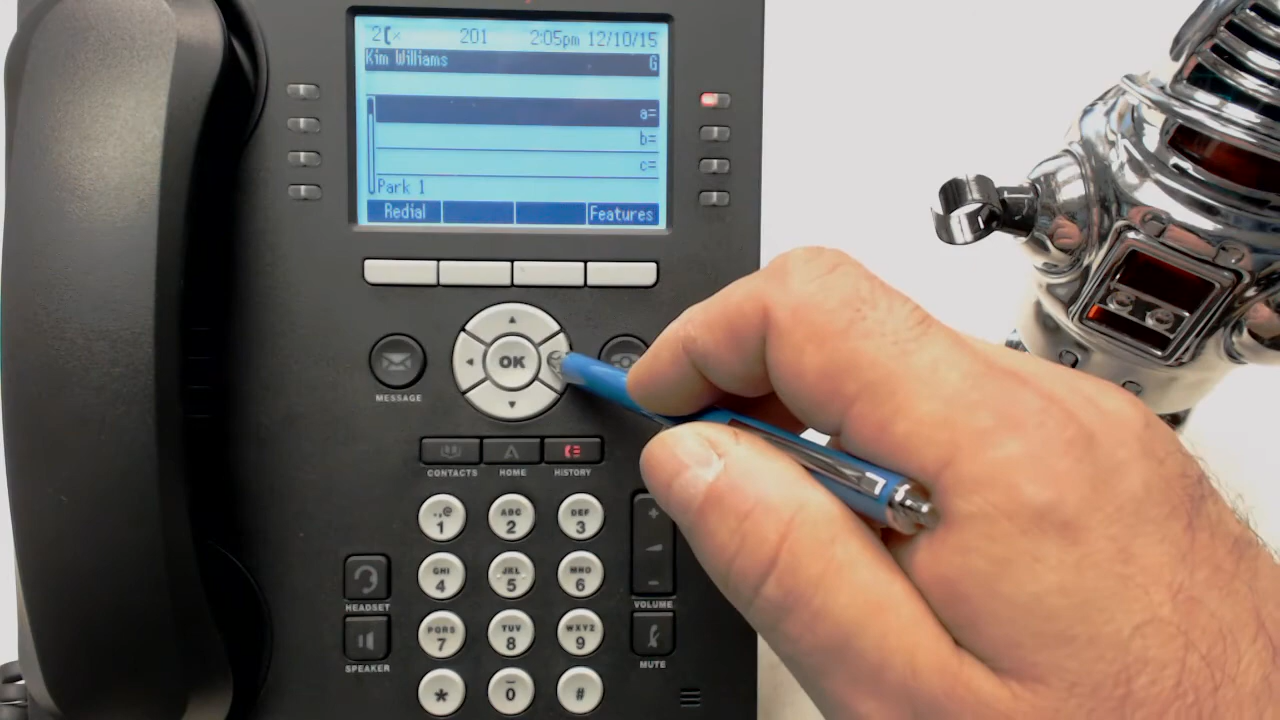 2 201 2:05pm 12/10/15
Kim Williams G
a=
b=
c=
Park 1
Redial Features
OK
MESSAGE
CONTACTS HOME HISTORY
.,@ ABC DEF
1 2 3
GHI JKL MNO
4 5 6
HEADSET
VOLUME
PQRS TUV WXYZ
7 8 9
SPEAKER
MUTE
* 0 #